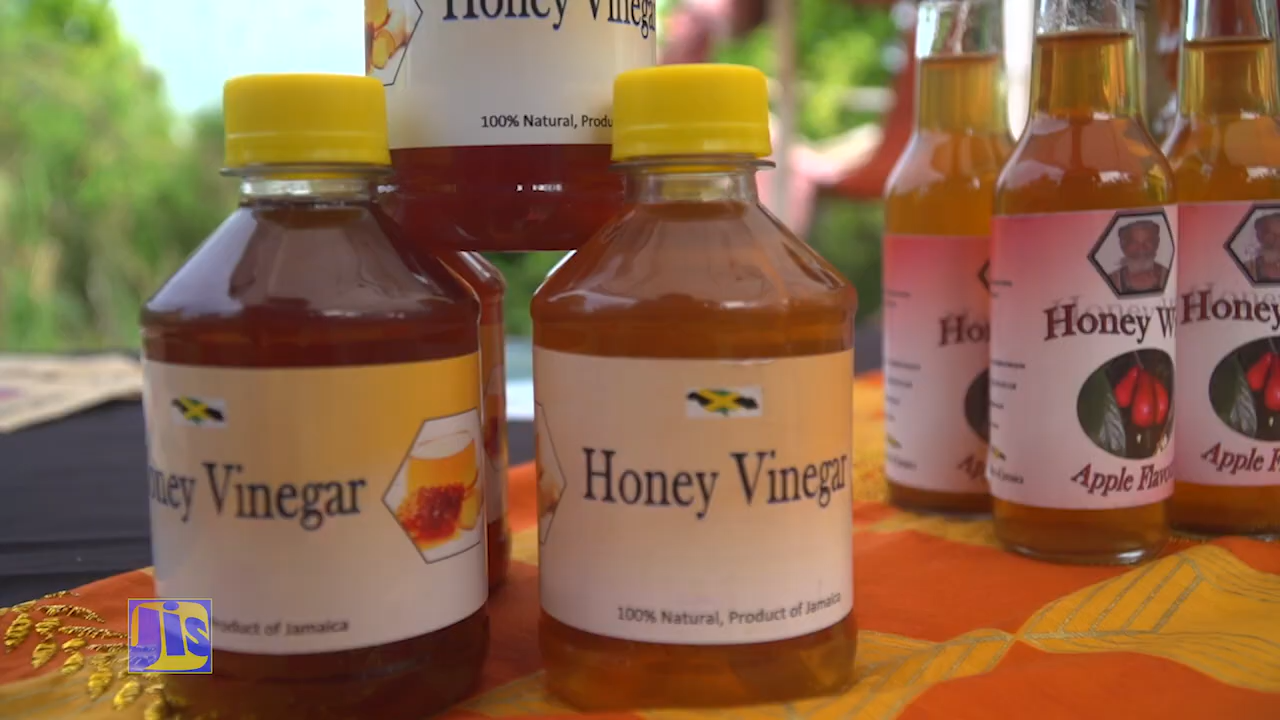 Honey Vinegar
100% Natural, Produ
oney Vinegar
Product of Jamaica
Honey Vinegar
100% Natural, Product of Jamaica
Hon
Honey W
Apple Flavo
Honey
Apple F
JIS